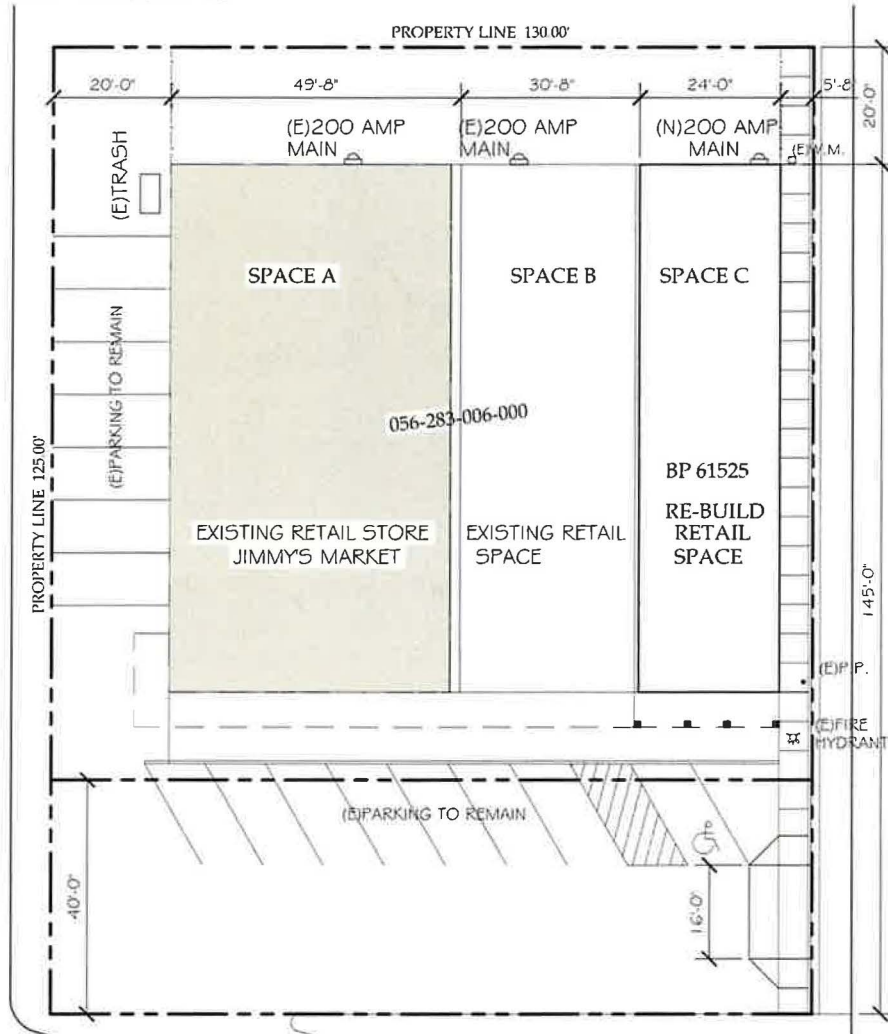 PROPERTY LINE 130.00'
20'-0"
49'-8"
30'-8"
24'-0"
5'-8"
20'-0"
(E)TRASH
(E)200 AMP
MAIN
(E)200 AMP
MAIN
(N)200 AMP
MAIN
SPACE A
SPACE B
SPACE C
(E)PARKING TO REMAIN
056-283-006-000
PROPERTY LINE 125.00'
BP 61525
RE-BUILD
RETAIL
SPACE
EXISTING RETAIL STORE
JIMMY'S MARKET
EXISTING RETAIL
SPACE
145'-0"
(E)P.P.
(E)FIRE
HYDRANT
(E)PARKING TO REMAIN
40'-0"
16'-0"